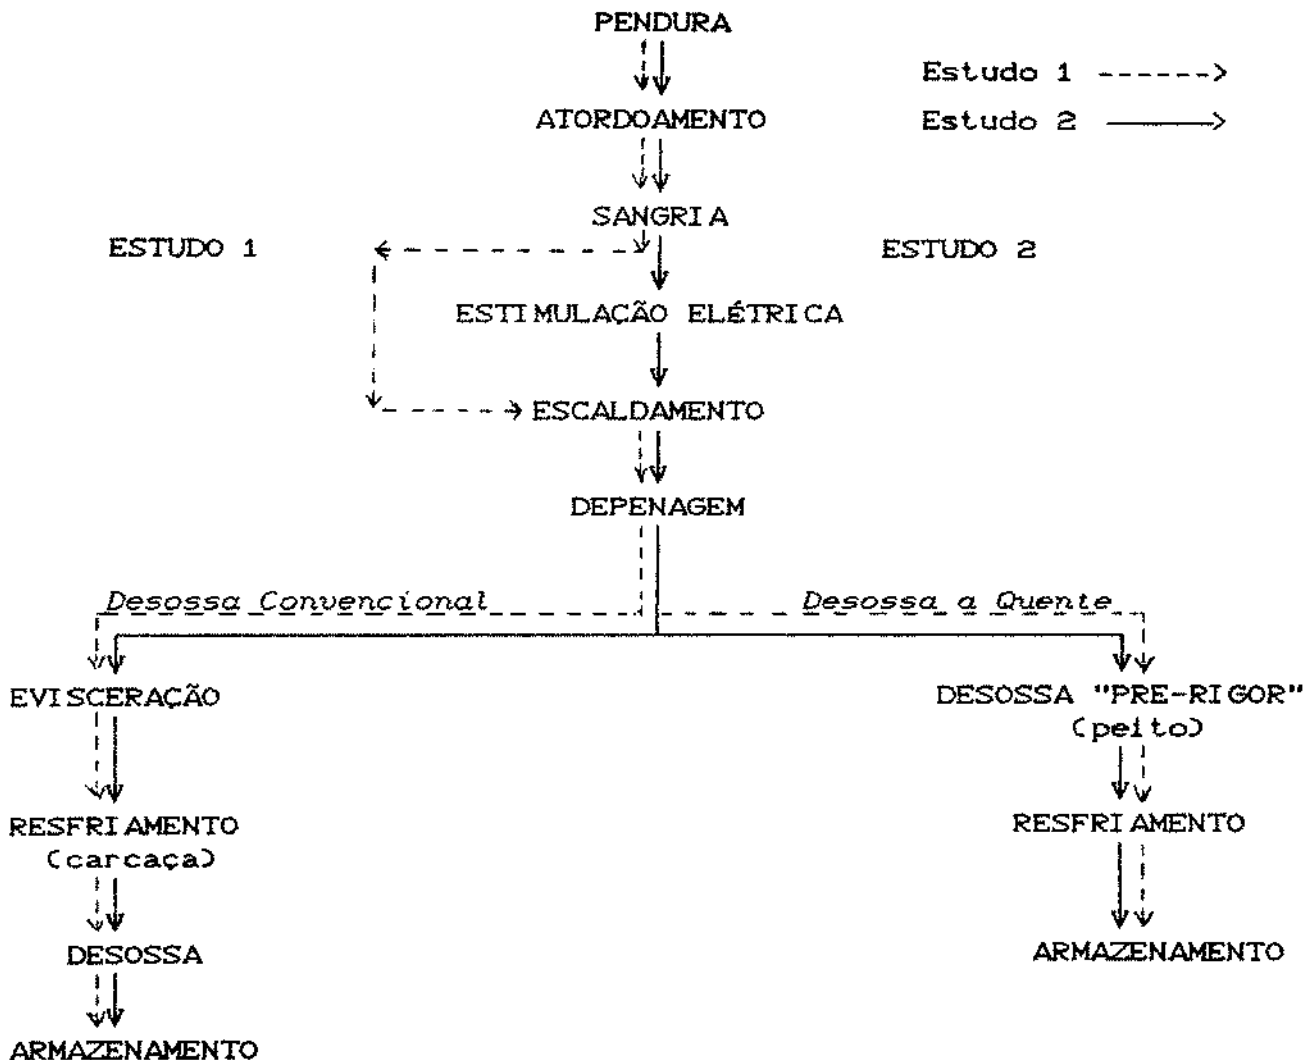 PENDURA
Estudo 1
ATORDOAMENTO
Estudo 2
SANGRIA
ESTUDO 1
ESTUDO 2
ESTIMULAÇÃO ELÉTRICA
ESCALDAMENTO
DEPENAGEM
Desossa Convencional
Desossa a Quente
EVISCERAÇÃO
DESOSSA "PRE-RIGOR"
(peito)
RESFRIAMENTO
(carcaça)
RESFRIAMENTO
DESOSSA
ARMAZENAMENTO
ARMAZENAMENTO